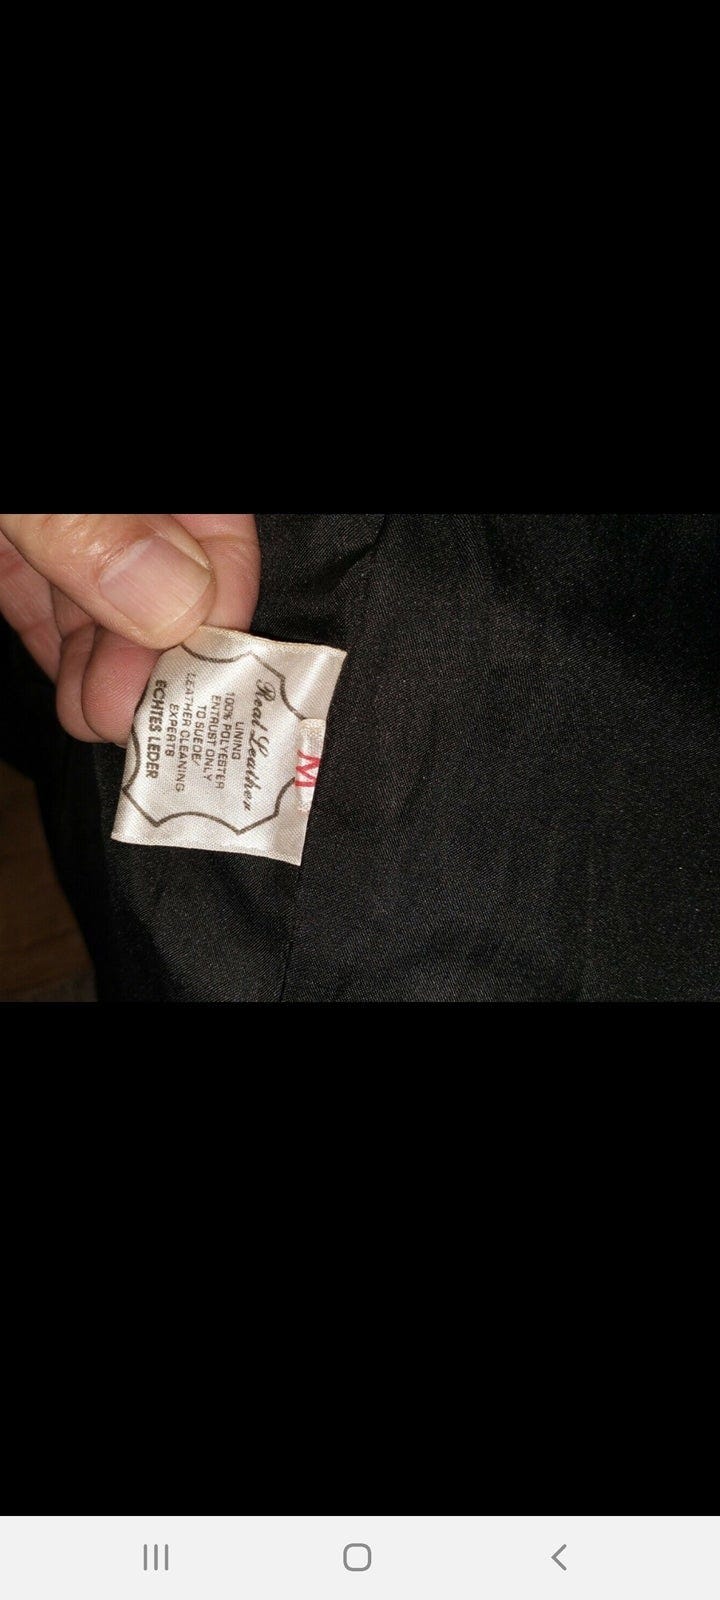 M
Real Leather
LINING
100% POLYESTER
ENTRUST ONLY
TO SUEDE/
LEATHER CLEANING
EXPERTS
ECHTES LEDER